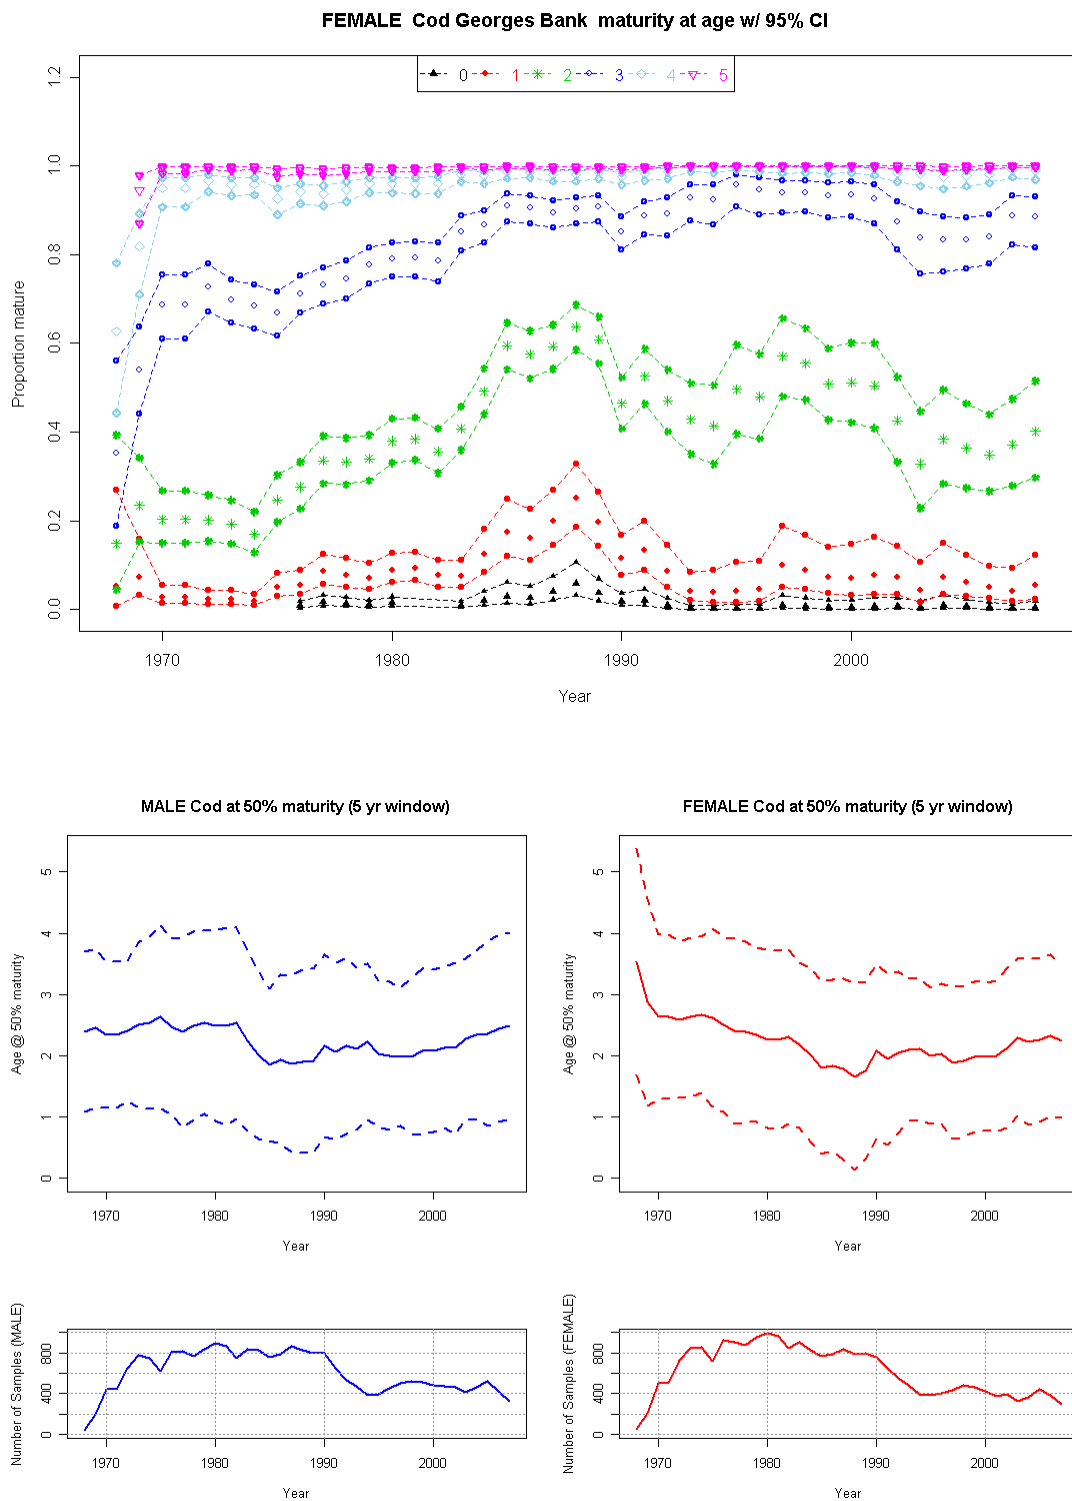 FEMALE Cod Georges Bank maturity at age w/ 95% CI
0 1 2 3 4 5
Proportion mature
1.2
1.0
0.8
0.6
0.4
0.2
0.0
1970 1980 1990 2000
Year
MALE Cod at 50% maturity (5 yr window)
Age @ 50% maturity
5
4
3
2
1
0
1970 1980 1990 2000
Year
FEMALE Cod at 50% maturity (5 yr window)
Age @ 50% maturity
5
4
3
2
1
0
1970 1980 1990 2000
Year
Number of Samples (MALE)
800
400
0
1970 1980 1990 2000
Year
Number of Samples (FEMALE)
800
400
0
1970 1980 1990 2000
Year